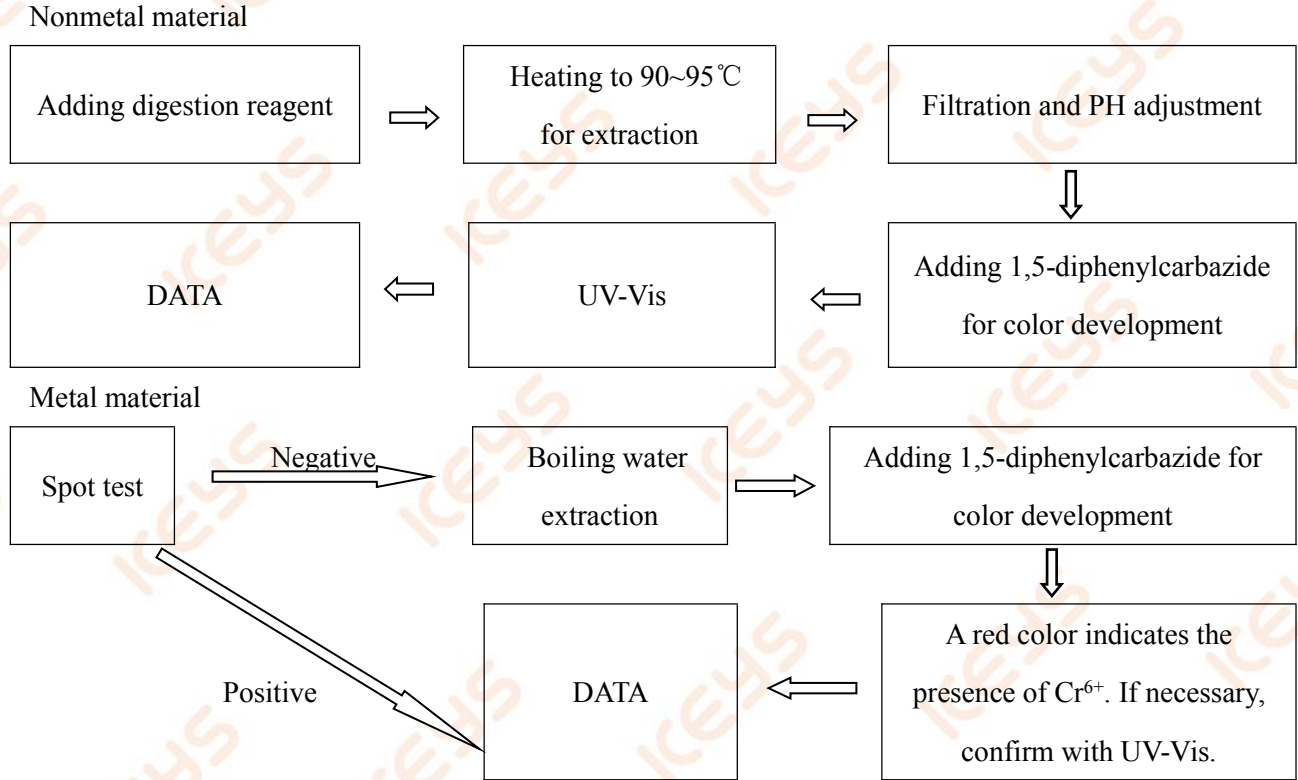 Nonmetal material
Adding digestion reagent
Heating to 90~95℃
for extraction
Filtration and PH adjustment
Adding 1,5-diphenylcarbazide
for color development
UV-Vis
DATA
Metal material
Spot test
Negative
Boiling water
extraction
Adding 1,5-diphenylcarbazide for
color development
A red color indicates the
presence of Cr⁶⁺. If necessary,
confirm with UV-Vis.
Positive
DATA
ICEYS